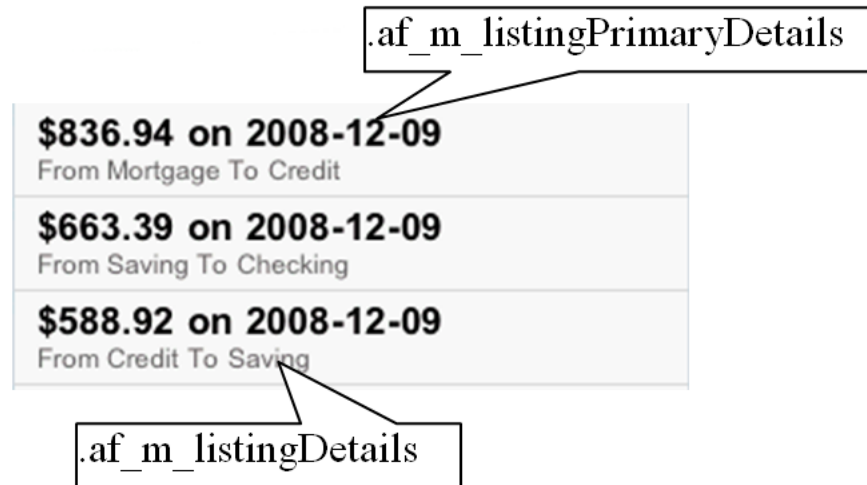 .af_m_listingPrimaryDetails
$836.94 on 2008-12-09
From Mortgage To Credit
$663.39 on 2008-12-09
From Saving To Checking
$588.92 on 2008-12-09
From Credit To Saving
.af_m_listingDetails